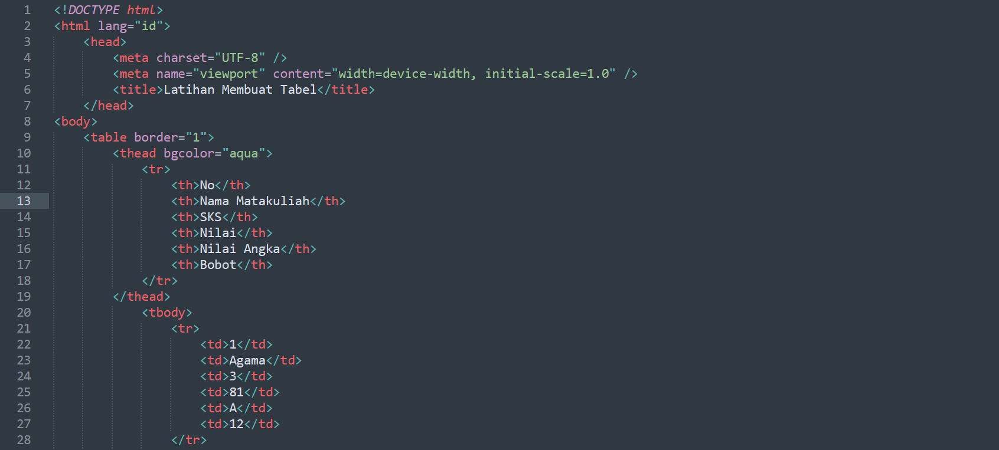 1 <!DOCTYPE html>
2 <html lang="id">
3 <head>
4 <meta charset="UTF-8" />
5 <meta name="viewport" content="width=device-width, initial-scale=1.0" />
6 <title>Latihan Membuat Tabel</title>
7 </head>
8 <body>
9 <table border="1">
10 <thead bgcolor="aqua">
11 <tr>
12 <th>No</th>
13 <th>Nama Matakuliah</th>
14 <th>SKS</th>
15 <th>Nilai</th>
16 <th>Nilai Angka</th>
17 <th>Bobot</th>
18 </tr>
19 </thead>
20 <tbody>
21 <tr>
22 <td>1</td>
23 <td>Agama</td>
24 <td>3</td>
25 <td>81</td>
26 <td>A</td>
27 <td>12</td>
28 </tr>